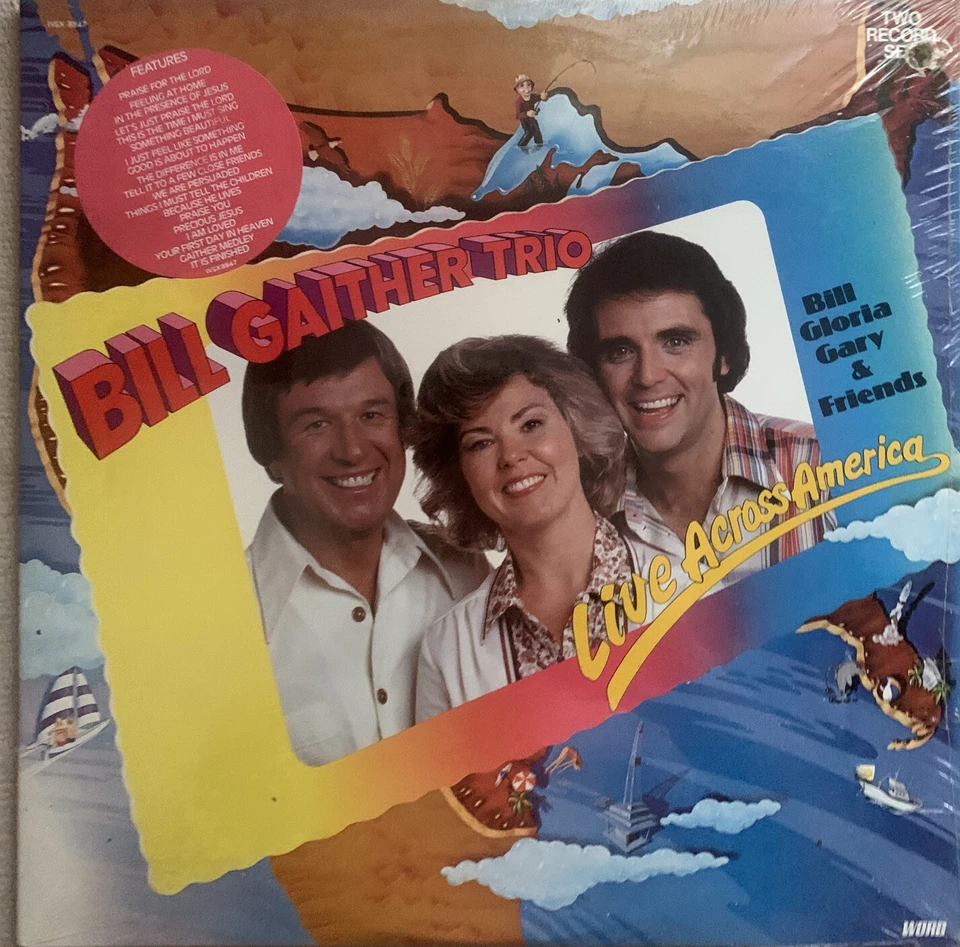 WSX-8847
TWO
RECORD
SET
FEATURES
PRAISE FOR THE LORD
FEELING AT HOME
IN THE PRESENCE OF JESUS
LET'S JUST PRAISE THE LORD
THIS IS THE TIME I MUST SING
SOMETHING BEAUTIFUL
I JUST FEEL LIKE SOMETHING
GOOD IS ABOUT TO HAPPEN
THE DIFFERENCE IS IN ME
TELL IT TO A FEW CLOSE FRIENDS
WE ARE PERSUADED
THINGS I MUST TELL THE CHILDREN
BECAUSE HE LIVES
PRAISE YOU
PRECIOUS JESUS
I AM LOVED
YOUR FIRST DAY IN HEAVEN
GAITHER MEDLEY
IT IS FINISHED
WSX8847
BILL GAITHER TRIO
Bill
Gloria
Gary
&
Friends
Live Across America
WORD